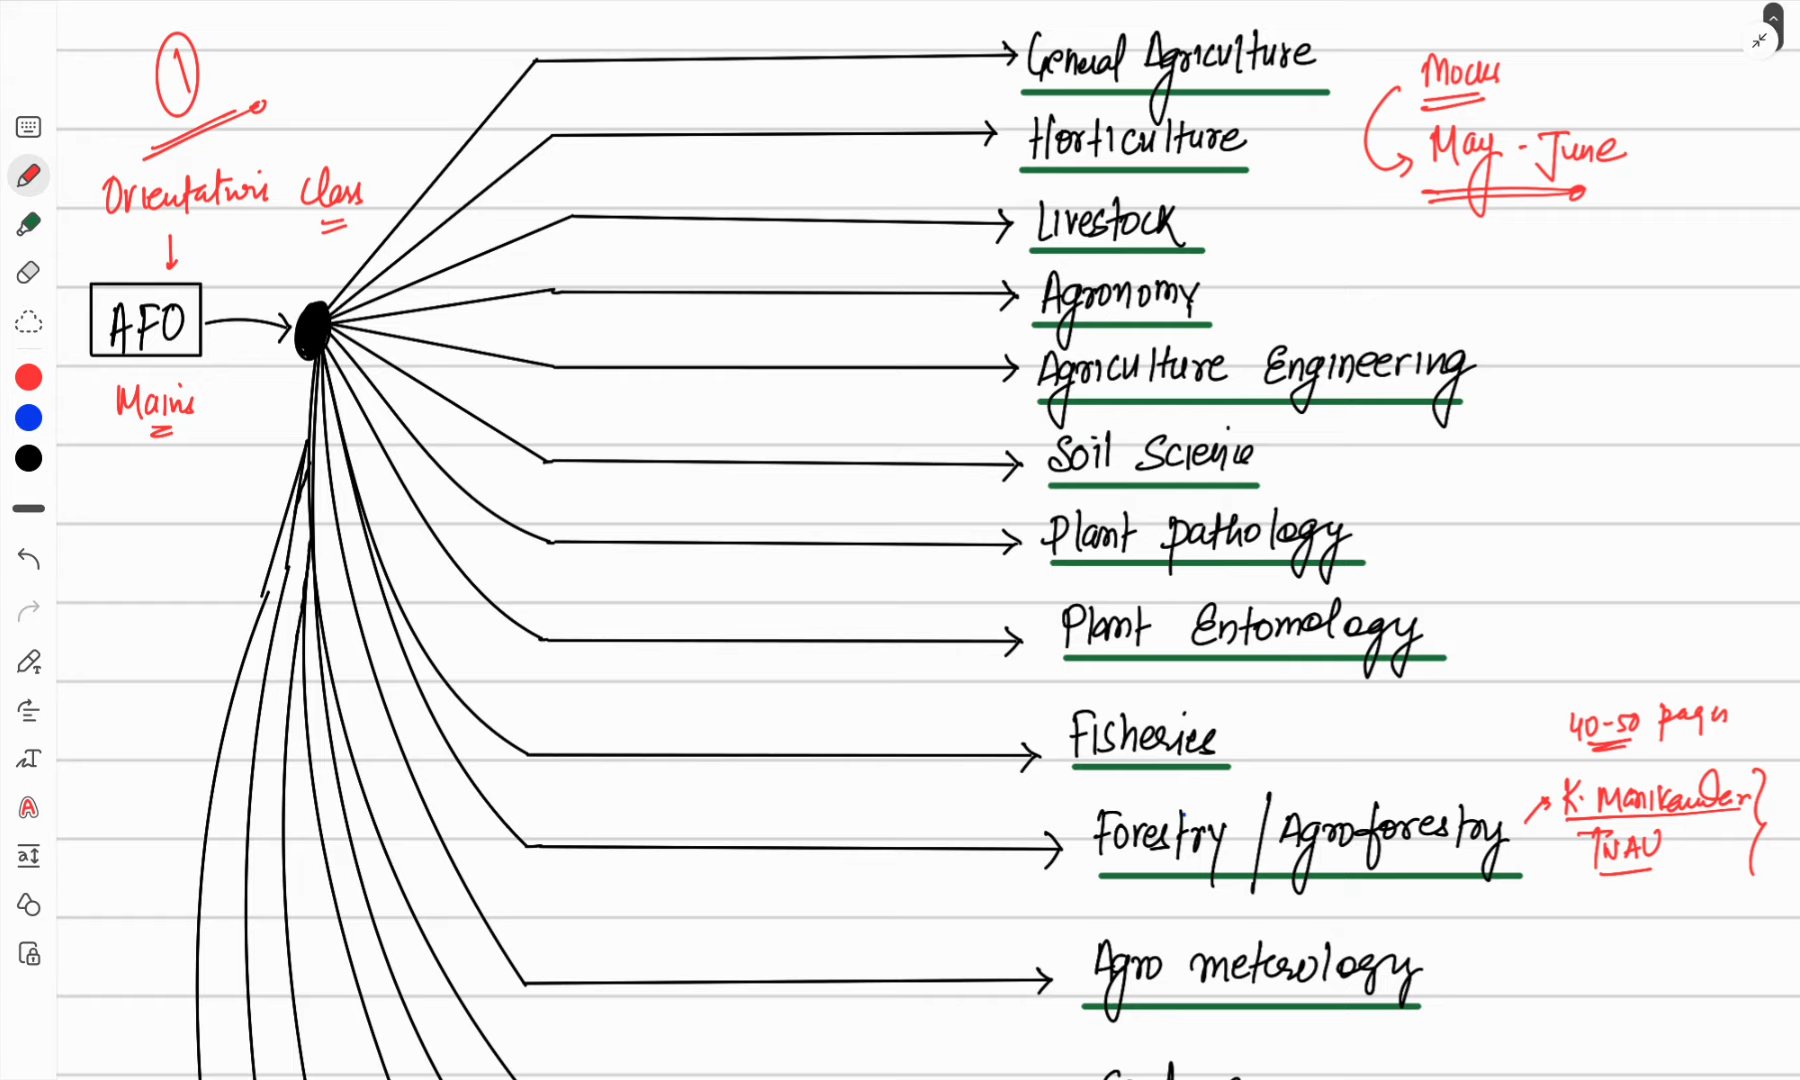 1
Orientation Class
AFO
Mains
General Agriculture
Horticulture
Livestock
Agronomy
Agriculture Engineering
Soil Science
Plant pathology
Plant Entomology
Fisheries
Forestry / Agroforestry
Agro meterology
Mocks
May - June
40-50 pages
K. Manikandan
TNAU